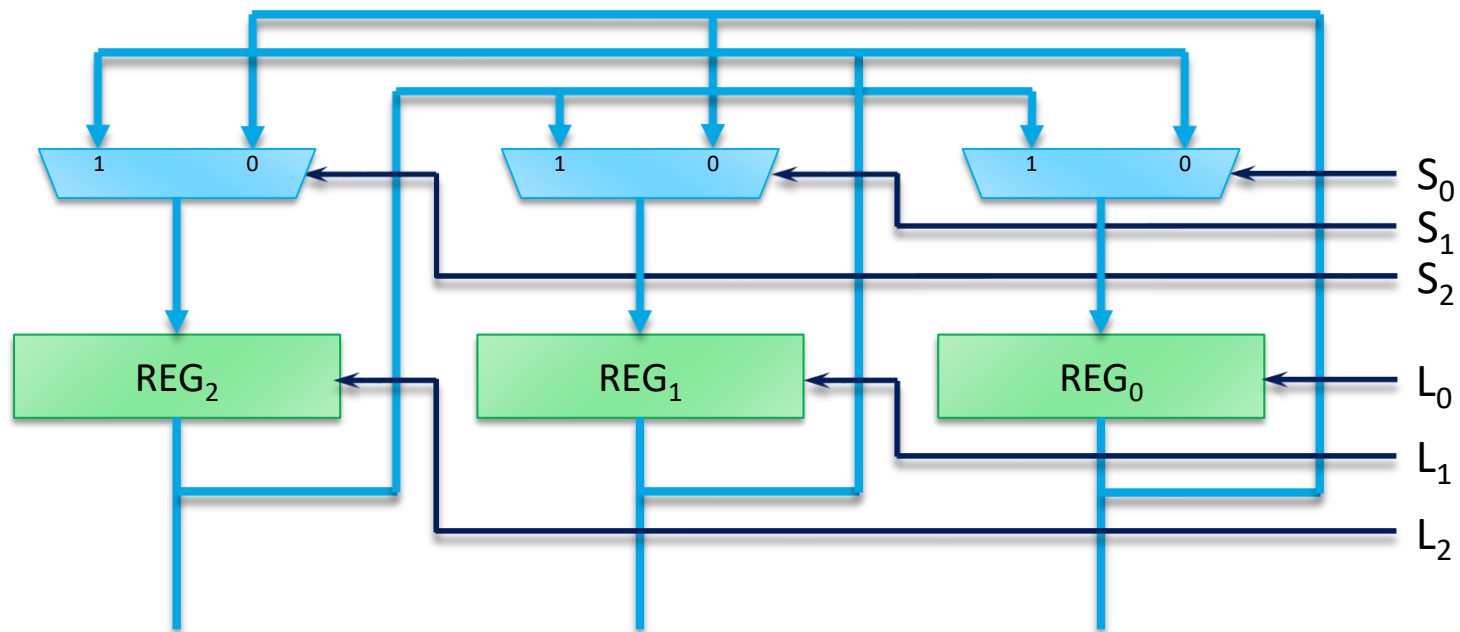 1 0 1 0 1 0
S₀
S₁
S₂
REG₂ REG₁ REG₀
L₀
L₁
L₂